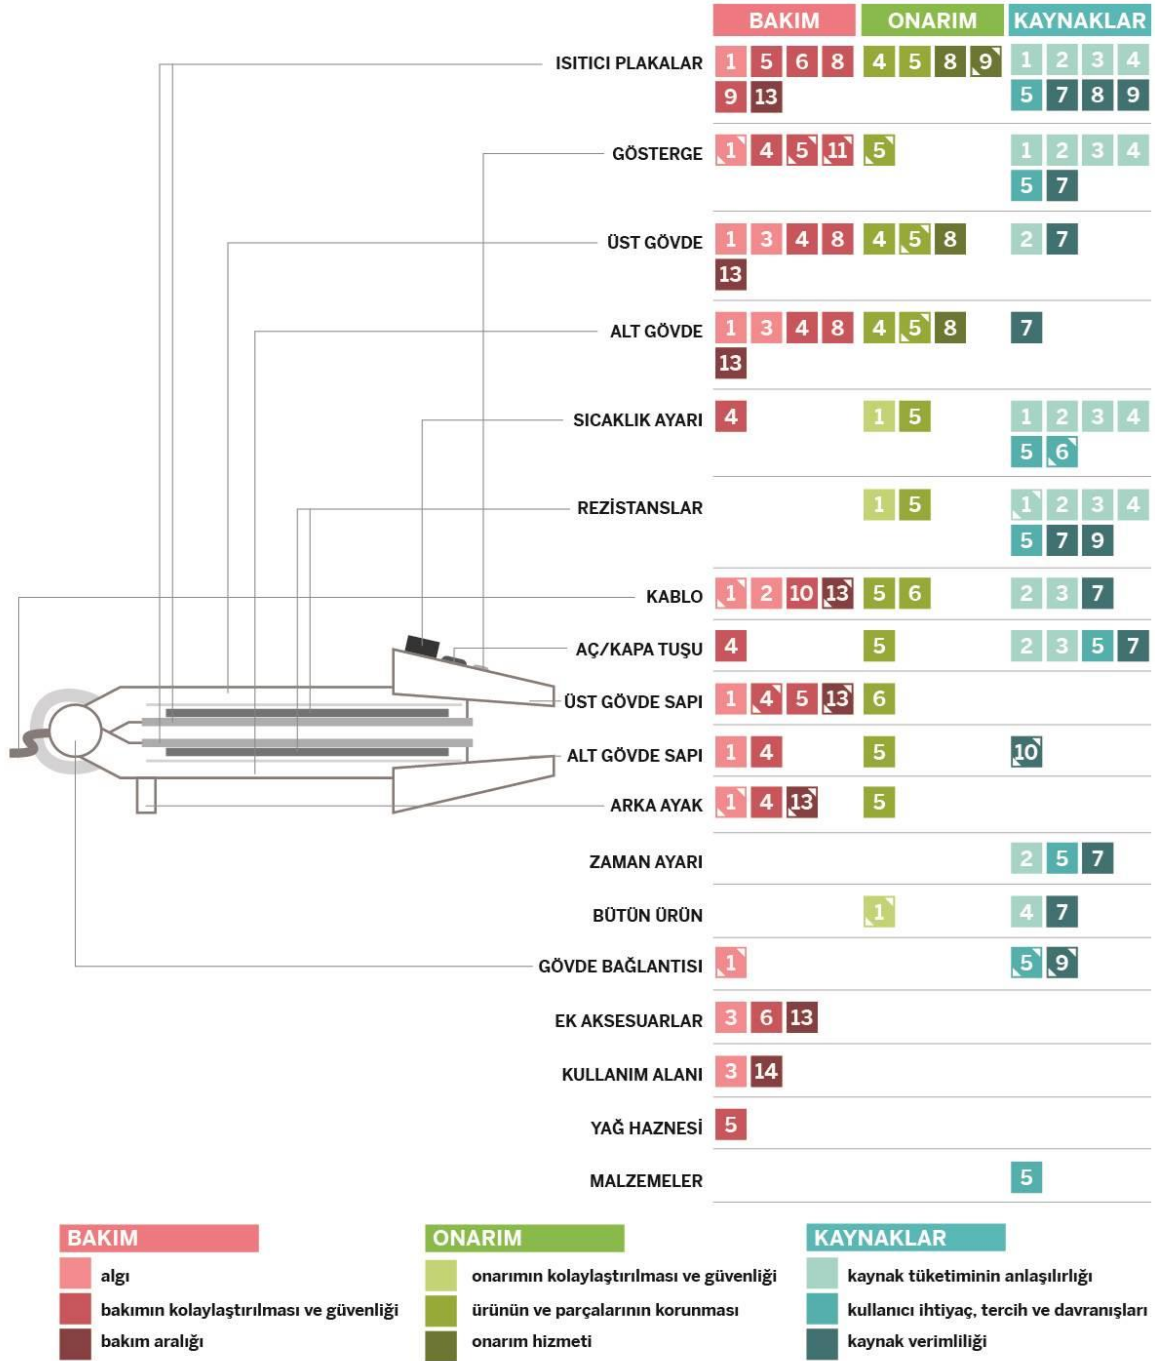 BAKIM ONARIM KAYNAKLAR
ISITICI PLAKALAR 1 5 6 8 4 5 8 9 1 2 3 4
9 13 5 7 8 9
GÖSTERGE 1 4 5 11 5 1 2 3 4
5 7
ÜST GÖVDE 1 3 4 8 4 5 8 2 7
13
ALT GÖVDE 1 3 4 8 4 5 8 7
13
SICAKLIK AYARI 4 1 5 1 2 3 4
5 6
REZİSTANSLAR 1 5 1 2 3 4
5 7 9
KABLO 1 2 10 13 5 6 2 3 7
AÇ/KAPA TUŞU 4 5 2 3 5 7
ÜST GÖVDE SAPI 1 4 5 13 6
ALT GÖVDE SAPI 1 4 5 10
ARKA AYAK 1 4 13 5
ZAMAN AYARI 2 5 7
BÜTÜN ÜRÜN 1 4 7
GÖVDE BAĞLANTISI 1 5 9
EK AKSESUARLAR 3 6 13
KULLANIM ALANI 3 14
YAĞ HAZNESİ 5
MALZEMELER 5
BAKIM
algı
bakımın kolaylaştırılması ve güvenliği
bakım aralığı
ONARIM
onarımın kolaylaştırılması ve güvenliği
ürünün ve parçalarının korunması
onarım hizmeti
KAYNAKLAR
kaynak tüketiminin anlaşılırlığı
kullanıcı ihtiyaç, tercih ve davranışları
kaynak verimliliği